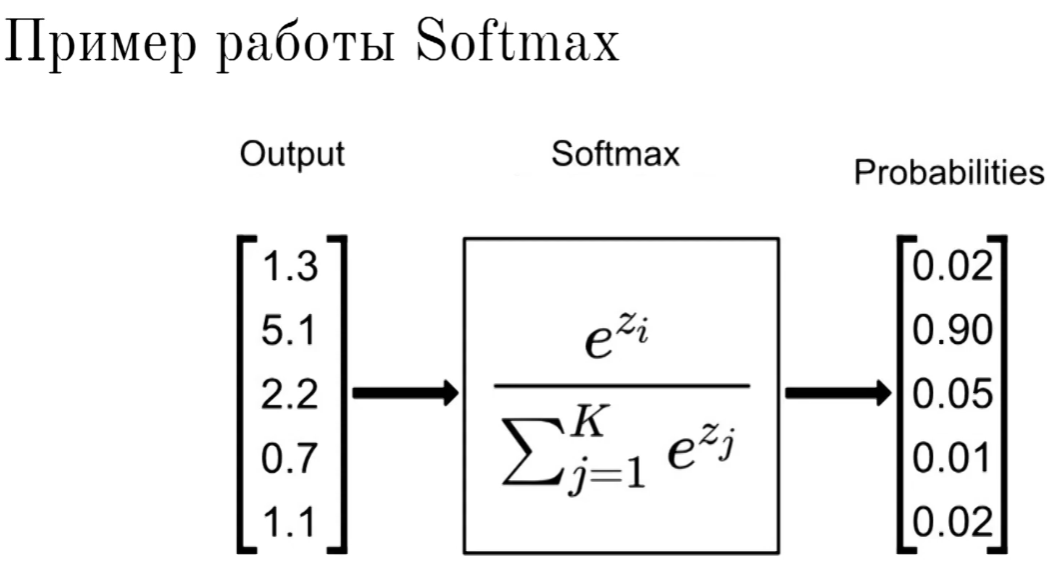 Пример работы Softmax
Output
Softmax
Probabilities
1.3
5.1
2.2
0.7
1.1
e^{z_i}
∑_{j=1}^{K} e^{z_j}
0.02
0.90
0.05
0.01
0.02